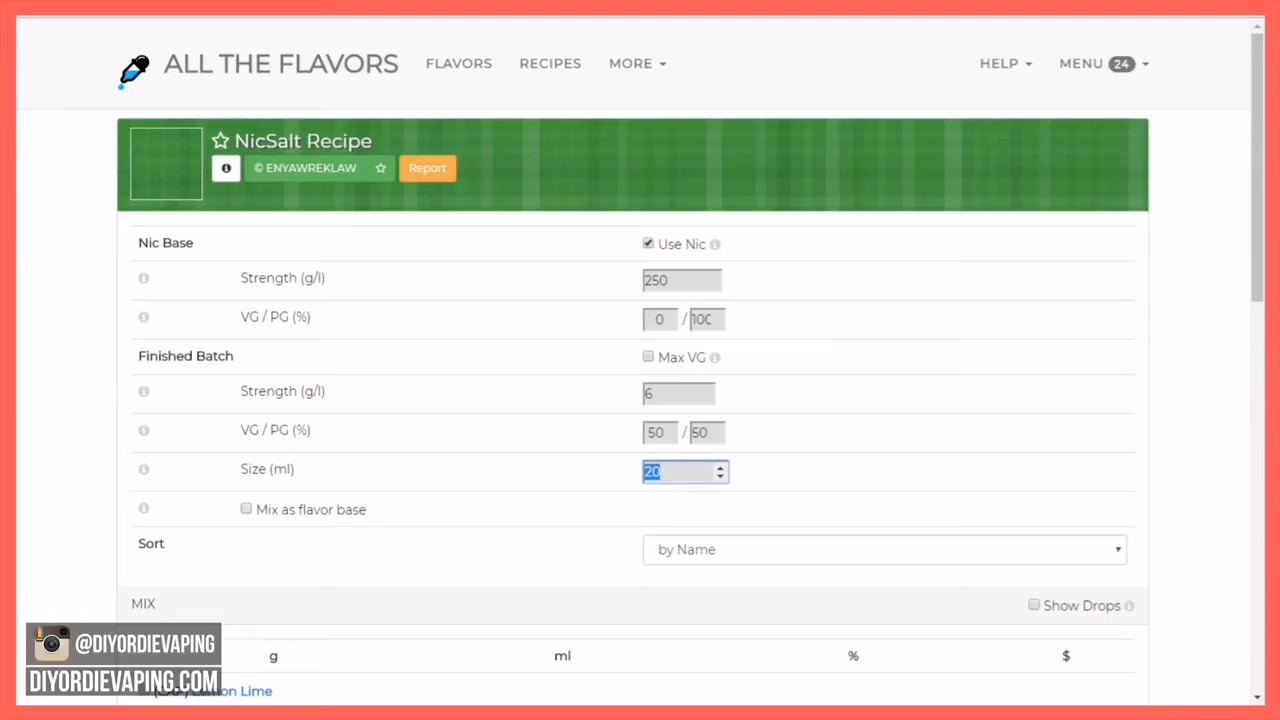 ALL THE FLAVORS FLAVORS RECIPES MORE HELP MENU 24
NicSalt Recipe
© ENYAWREKLAW Report
Nic Base Use Nic
Strength (g/l) 250
VG / PG (%) 0 / 100
Finished Batch Max VG
Strength (g/l) 6
VG / PG (%) 50 / 50
Size (ml) 20
Mix as flavor base
Sort by Name
MIX Show Drops
@DIYORDIEVAPING
g ml % $
DIYORDIEVAPING.COM
(CAP) Lemon Lime